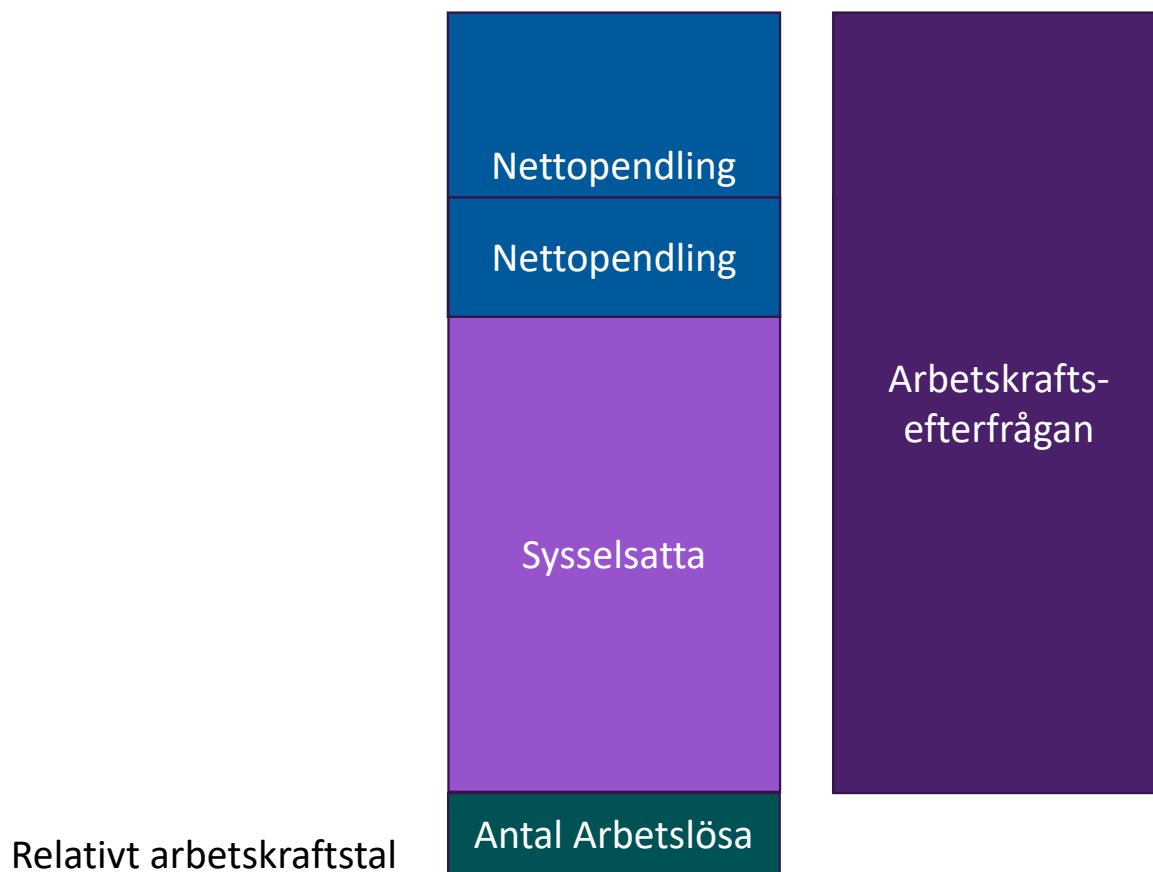 Nettopendling
Nettopendling
Arbetskrafts-
efterfrågan
Sysselsatta
Antal Arbetslösa
Relativt arbetskraftstal